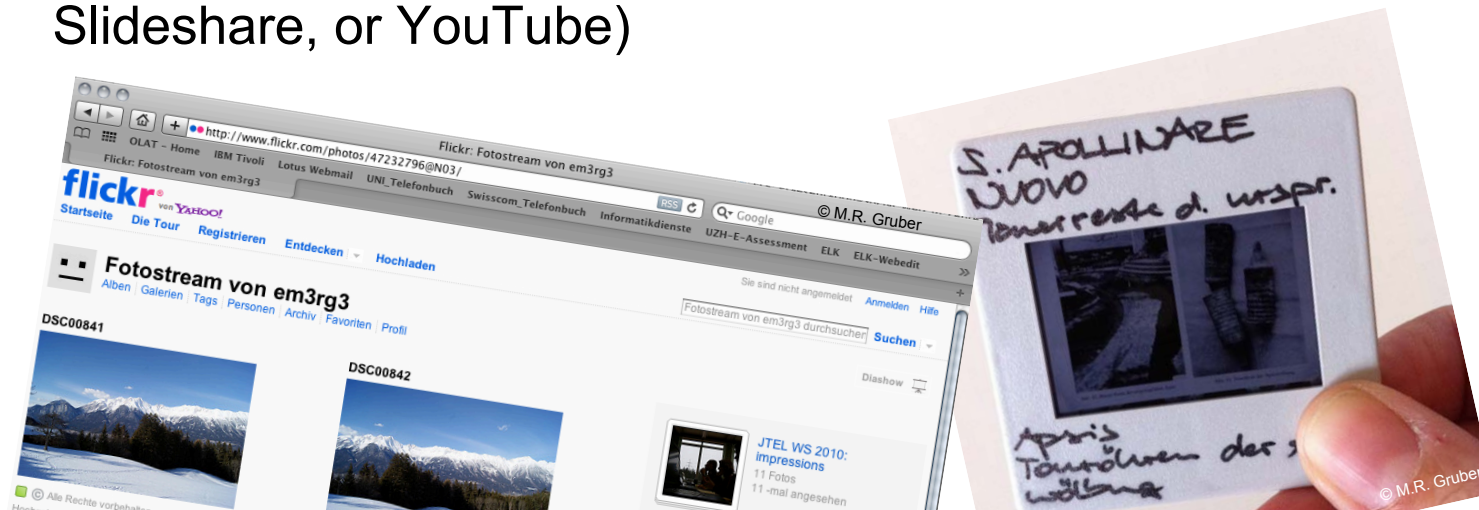 Slideshare, or YouTube)
Flickr: Fotostream von em3rg3
http://www.flickr.com/photos/47232796@N03/
RSS
Google
© M.R. Gruber
OLAT - Home IBM Tivoli Lotus Webmail UNI_Telefonbuch Swisscom_Telefonbuch Informatikdienste UZH-E-Assessment ELK ELK-Webedit
Flickr: Fotostream von em3rg3
flickr® von YAHOO!
Startseite Die Tour Registrieren Entdecken Hochladen
Sie sind nicht angemeldet Anmelden Hilfe
Fotostream von em3rg3
Alben Galerien Tags Personen Archiv Favoriten Profil
Fotostream von em3rg3 durchsuchen Suchen
Diashow
DSC00841
DSC00842
© Alle Rechte
JTEL WS 2010:
impressions
11 Fotos
11 -mal angesehen
S. APOLLINARE
NUOVO
d. urspr.
Apsis
Tonröhren der
wölbung
© M.R. Gruber